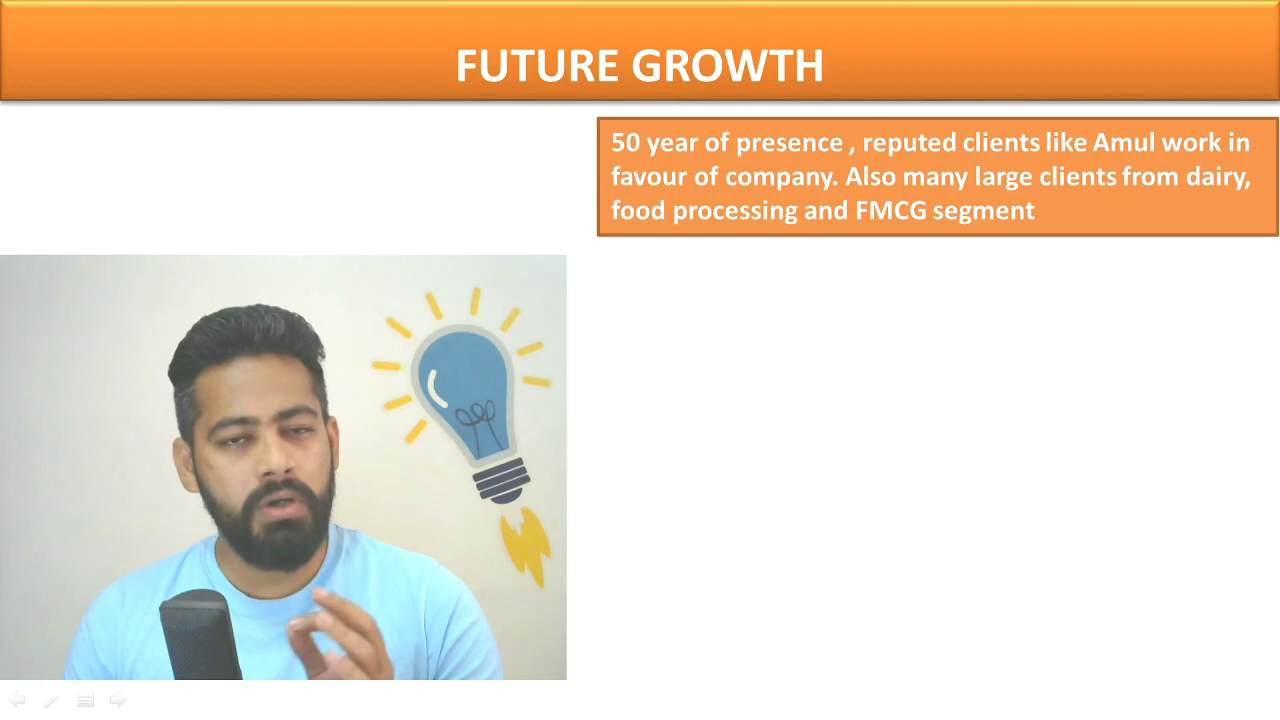 FUTURE GROWTH
50 year of presence , reputed clients like Amul work in
favour of company. Also many large clients from dairy,
food processing and FMCG segment